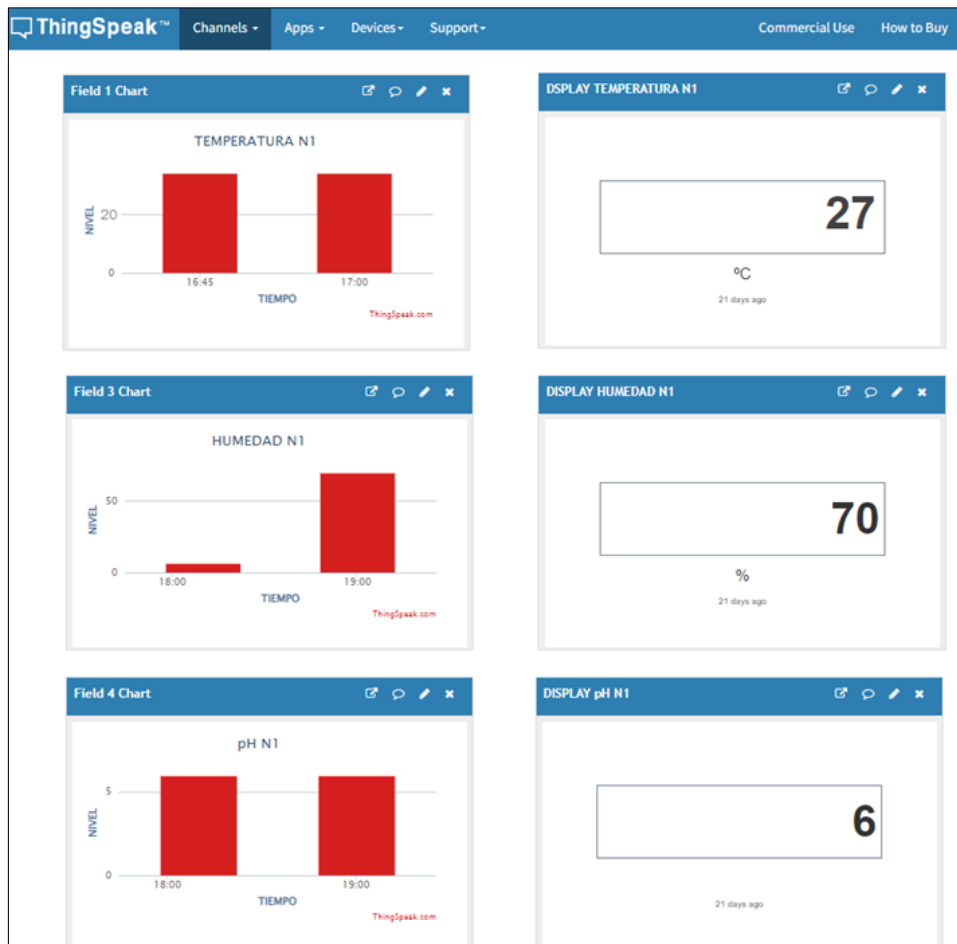 ThingSpeak™ Channels Apps Devices Support Commercial Use How to Buy
Field 1 Chart
TEMPERATURA N1
NIVEL
20
0
16:45 17:00
TIEMPO
ThingSpeak.com
DSPLAY TEMPERATURA N1
27
ºC
21 days ago
Field 3 Chart
HUMEDAD N1
NIVEL
50
0
18:00 19:00
TIEMPO
ThingSpeak.com
DISPLAY HUMEDAD N1
70
%
21 days ago
Field 4 Chart
pH N1
NIVEL
5
0
18:00 19:00
TIEMPO
ThingSpeak.com
DISPLAY pH N1
6
21 days ago